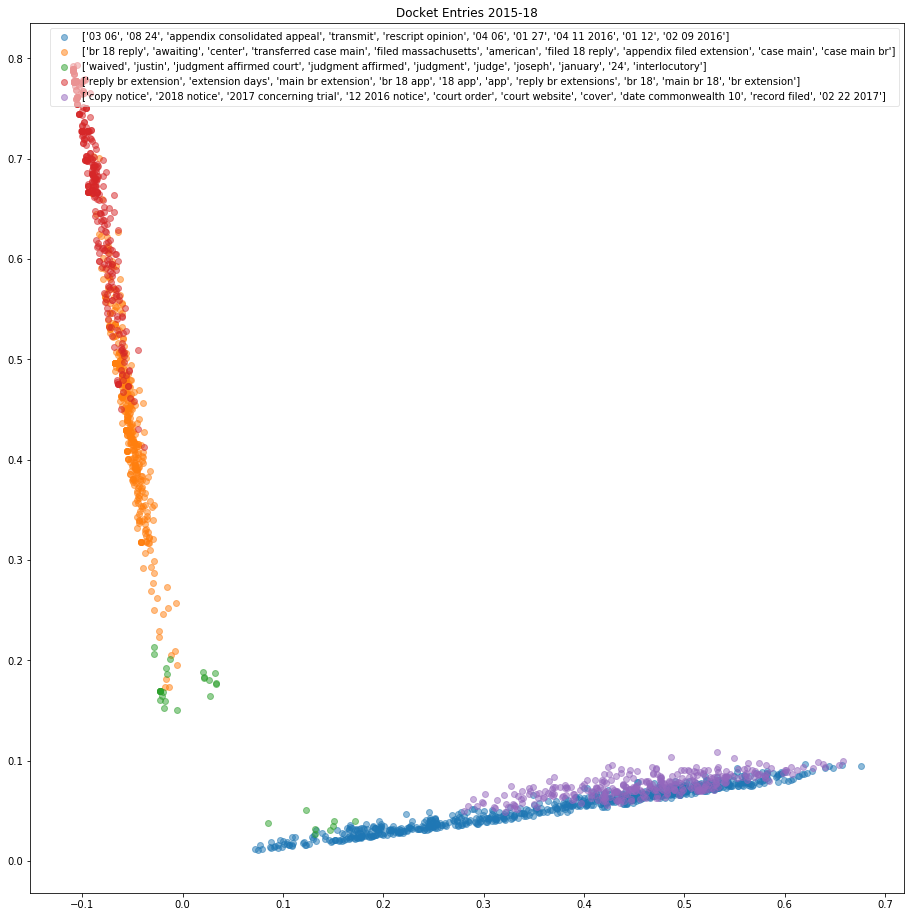 Docket Entries 2015-18
['03 06', '08 24', 'appendix consolidated appeal', 'transmit', 'rescript opinion', '04 06', '01 27', '04 11 2016', '01 12', '02 09 2016']
['br 18 reply', 'awaiting', 'center', 'transferred case main', 'filed massachusetts', 'american', 'filed 18 reply', 'appendix filed extension', 'case main', 'case main br']
['waived', 'justin', 'judgment affirmed court', 'judgment affirmed', 'judgment', 'judge', 'joseph', 'january', '24', 'interlocutory']
['reply br extension', 'extension days', 'main br extension', 'br 18 app', '18 app', 'app', 'reply br extensions', 'br 18', 'main br 18', 'br extension']
['copy notice', '2018 notice', '2017 concerning trial', '12 2016 notice', 'court order', 'court website', 'cover', 'date commonwealth 10', 'record filed', '02 22 2017']
0.8
0.7
0.6
0.5
0.4
0.3
0.2
0.1
0.0
−0.1 0.0 0.1 0.2 0.3 0.4 0.5 0.6 0.7